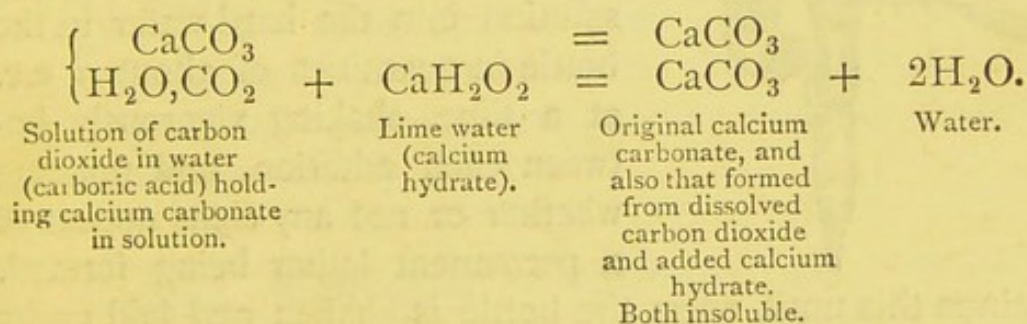 { CaCO₃ = CaCO₃
{ H₂O,CO₂ + CaH₂O₂ = CaCO₃ + 2H₂O.
Solution of carbon
dioxide in water
(carbonic acid) hold-
ing calcium carbonate
in solution.
Lime water
(calcium
hydrate).
Original calcium
carbonate, and
also that formed
from dissolved
carbon dioxide
and added calcium
hydrate.
Both insoluble.
Water.